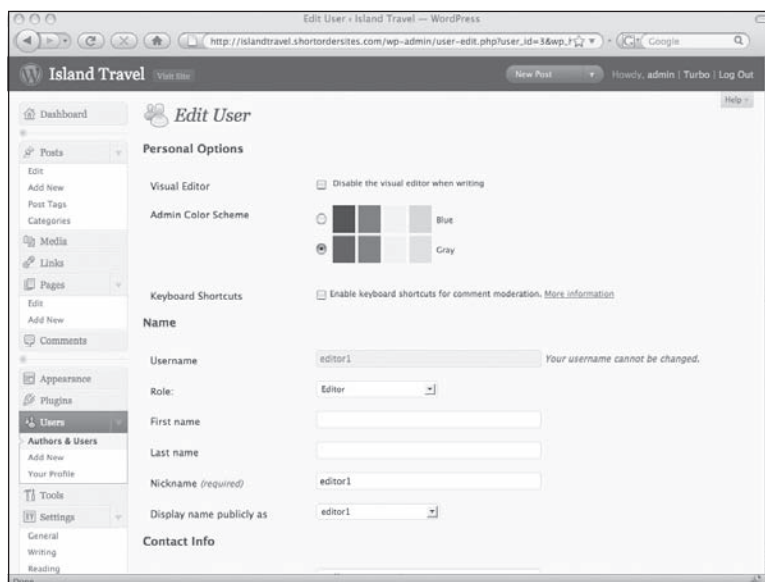 Edit User ‹ Island Travel — WordPress
http://islandtravel.shortordersites.com/wp-admin/user-edit.php?user_id=3&wp_h
Google
Island Travel Visit Site New Post Howdy, admin | Turbo | Log Out
Help
Dashboard
Posts
Edit
Add New
Post Tags
Categories
Media
Links
Pages
Edit
Add New
Comments
Appearance
Plugins
Users
Authors & Users
Add New
Your Profile
Tools
Settings
General
Writing
Reading
Edit User
Personal Options
Visual Editor Disable the visual editor when writing
Admin Color Scheme
Blue
Gray
Keyboard Shortcuts Enable keyboard shortcuts for comment moderation. More information
Name
Username editor1 Your username cannot be changed.
Role: Editor
First name
Last name
Nickname (required) editor1
Display name publicly as editor1
Contact Info
Done